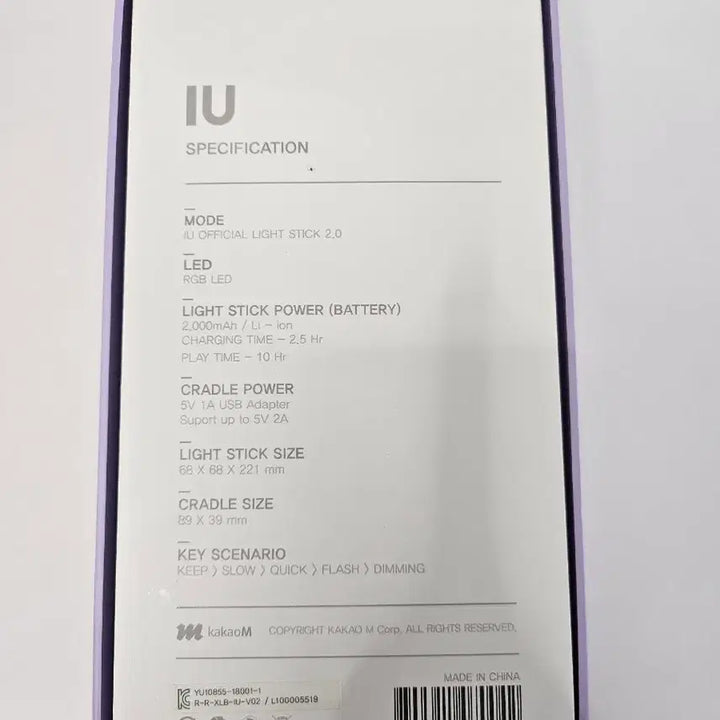 IU
SPECIFICATION
MODE
IU OFFICIAL LIGHT STICK 2.0
LED
RGB LED
LIGHT STICK POWER (BATTERY)
2,000mAh / Li - ion
CHARGING TIME - 2.5 Hr
PLAY TIME - 10 Hr
CRADLE POWER
5V 1A USB Adapter
Suport up to 5V 2A
LIGHT STICK SIZE
68 X 68 X 221 mm
CRADLE SIZE
89 X 39 mm
KEY SCENARIO
KEEP > SLOW > QUICK > FLASH > DIMMING
kakaoM COPYRIGHT KAKAO M Corp. ALL RIGHTS RESERVED.
MADE IN CHINA
YU10855-18001-1
R-R-XLB-IU-V02 / L100005519